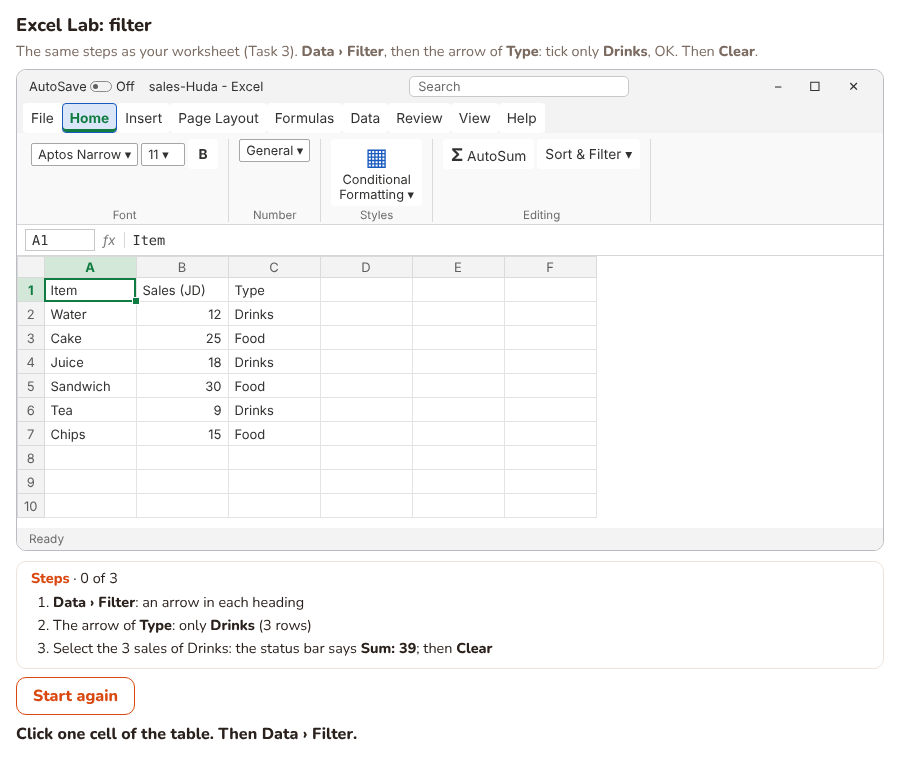 Excel Lab: filter
The same steps as your worksheet (Task 3). Data › Filter, then the arrow of Type: tick only Drinks, OK. Then Clear.
AutoSave Off sales-Huda - Excel Search
File Home Insert Page Layout Formulas Data Review View Help
Aptos Narrow ▾ 11 ▾ B General ▾ Conditional Formatting ▾ Σ AutoSum Sort & Filter ▾
Font Number Styles Editing
A1 fx Item
A B C D E F
1 Item Sales (JD) Type
2 Water 12 Drinks
3 Cake 25 Food
4 Juice 18 Drinks
5 Sandwich 30 Food
6 Tea 9 Drinks
7 Chips 15 Food
8
9
10
Ready
Steps · 0 of 3
1. Data › Filter: an arrow in each heading
2. The arrow of Type: only Drinks (3 rows)
3. Select the 3 sales of Drinks: the status bar says Sum: 39; then Clear
Start again
Click one cell of the table. Then Data › Filter.